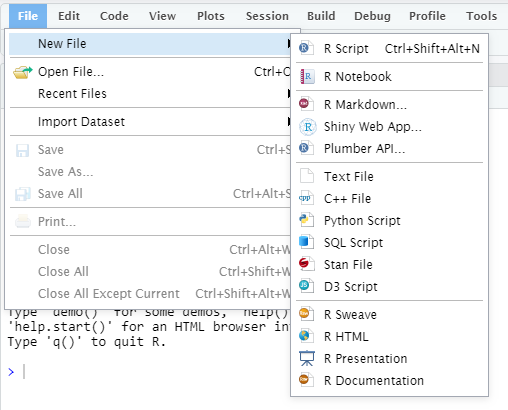 File Edit Code View Plots Session Build Debug Profile Tools
New File
Open File... Ctrl+O
Recent Files
Import Dataset
Save Ctrl+S
Save As...
Save All Ctrl+Alt+S
Print...
Close Ctrl+Alt+W
Close All Ctrl+Shift+W
Close All Except Current Ctrl+Shift+Alt+W
R Script Ctrl+Shift+Alt+N
R Notebook
R Markdown...
Shiny Web App...
Plumber API...
Text File
C++ File
Python Script
SQL Script
Stan File
D3 Script
R Sweave
R HTML
R Presentation
R Documentation
Type 'demo()' for some demos, 'help()
'help.start()' for an HTML browser in
Type 'q()' to quit R.
>